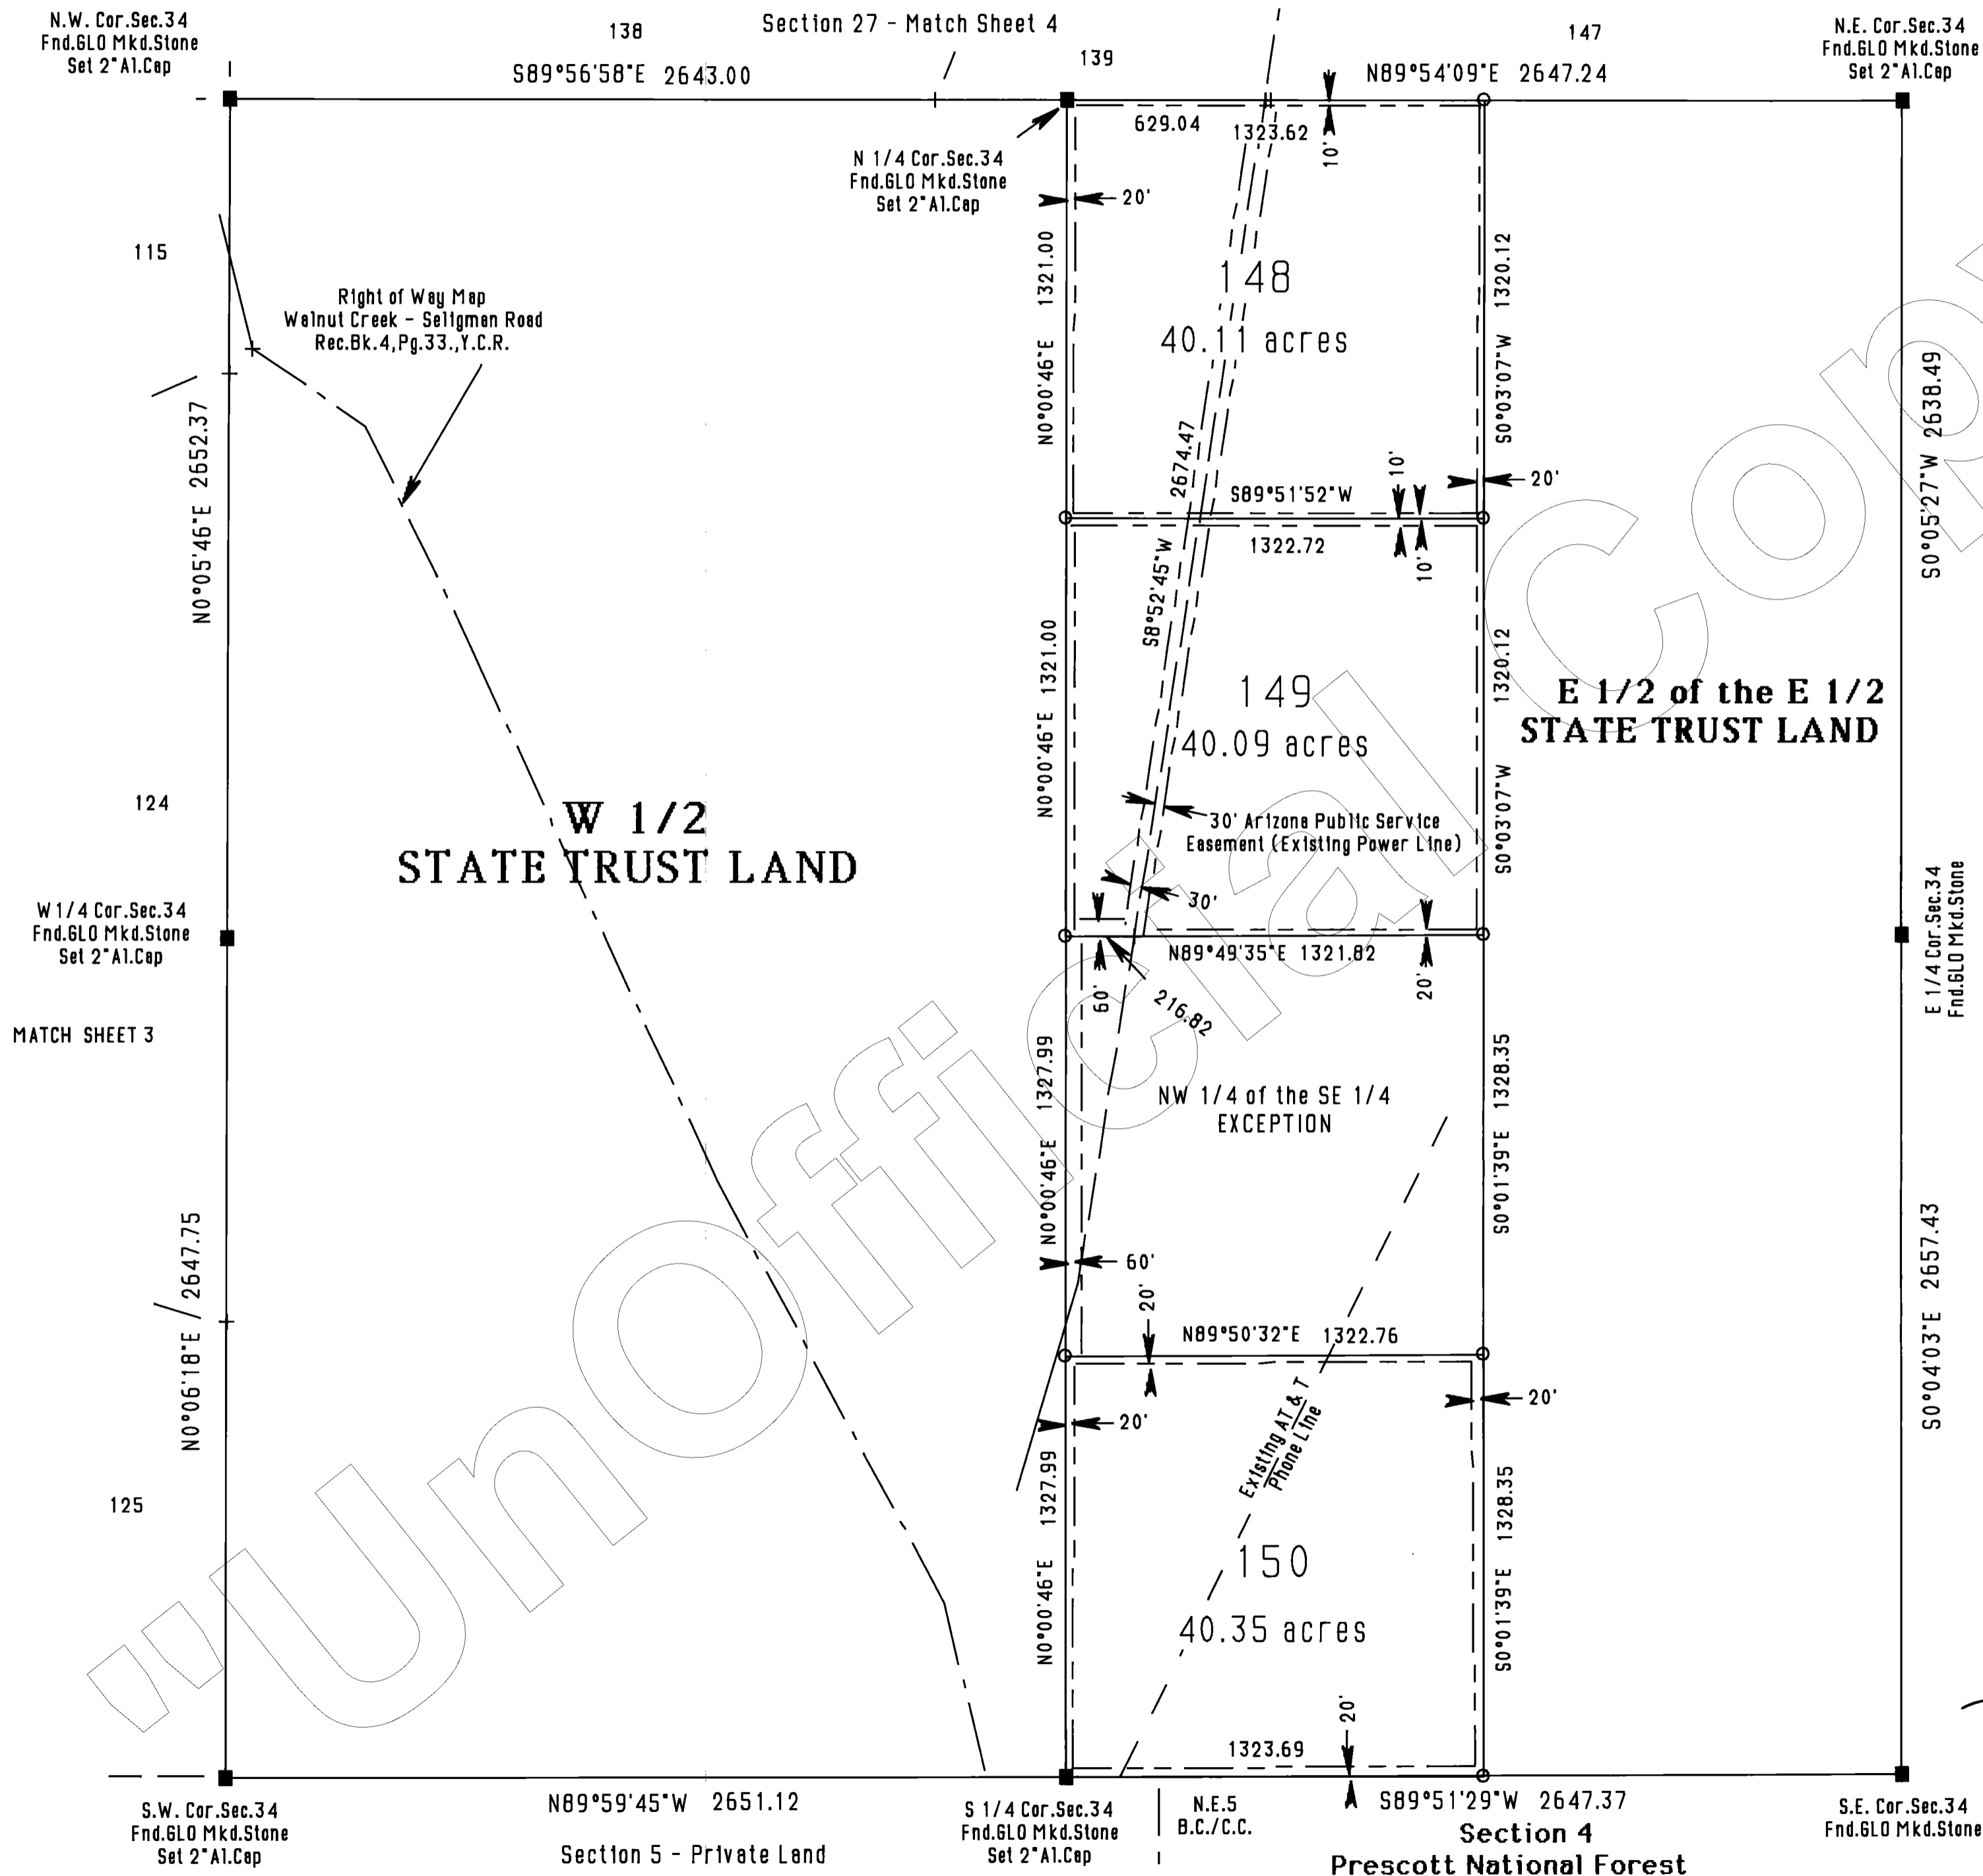 N.W. Cor.Sec.34
Fnd.GLO Mkd.Stone
Set 2"Al.Cap
138
Section 27 - Match Sheet 4
139
147
N.E. Cor.Sec.34
Fnd.GLO Mkd.Stone
Set 2"Al.Cap
S89°56'58"E 2643.00
N89°54'09"E 2647.24
629.04
1323.62
10'
N 1/4 Cor.Sec.34
Fnd.GLO Mkd.Stone
Set 2"Al.Cap
20'
115
Right of Way Map
Walnut Creek - Seligman Road
Rec.Bk.4,Pg.33.,Y.C.R.
N0°00'46"E 1321.00
148
40.11 acres
S0°03'07"W 1320.12
N0°05'46"E 2652.37
S0°05'27"W 2638.49
S8°52'45"W 2674.47
S89°51'52"W
10'
20'
1322.72
10'
N0°00'46"E 1321.00
149
40.09 acres
S0°03'07"W 1320.12
E 1/2 of the E 1/2
STATE TRUST LAND
124
W 1/2
STATE TRUST LAND
30' Arizona Public Service
Easement (Existing Power Line)
30'
W 1/4 Cor.Sec.34
Fnd.GLO Mkd.Stone
Set 2"Al.Cap
E 1/4 Cor.Sec.34
Fnd.GLO Mkd.Stone
N89°49'35"E 1321.82
60'
216.82
20'
MATCH SHEET 3
N0°00'46"E 1327.99
NW 1/4 of the SE 1/4
EXCEPTION
S0°01'39"E 1328.35
N0°06'18"E 2647.75
S0°04'03"E 2657.43
60'
20'
N89°50'32"E 1322.76
20'
20'
Existing AT & T
Phone Line
125
N0°00'46"E 1327.99
150
40.35 acres
S0°01'39"E 1328.35
1323.69
20'
S.W. Cor.Sec.34
Fnd.GLO Mkd.Stone
Set 2"Al.Cap
N89°59'45"W 2651.12
Section 5 - Private Land
S 1/4 Cor.Sec.34
Fnd.GLO Mkd.Stone
Set 2"Al.Cap
N.E.5
B.C./C.C.
S89°51'29"W 2647.37
Section 4
Prescott National Forest
S.E. Cor.Sec.34
Fnd.GLO Mkd.Stone
"Unofficial Cop